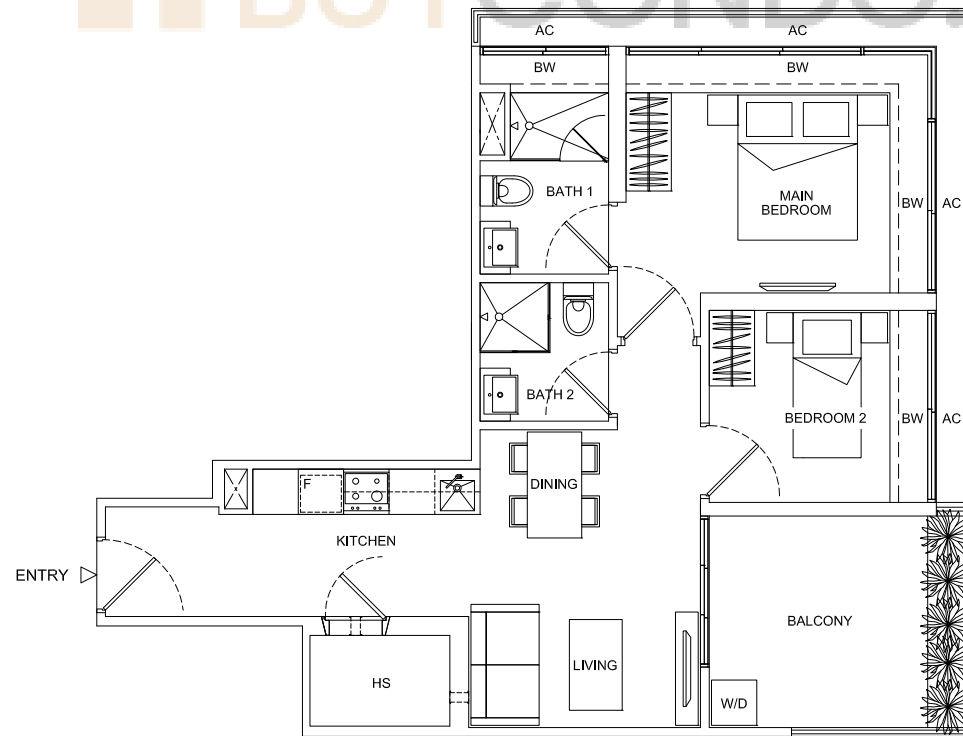 BUYCONDO.
AC
AC
BW
BW
BATH 1
MAIN
BEDROOM
BW
AC
BATH 2
BEDROOM 2
BW
AC
F
DINING
KITCHEN
ENTRY
BALCONY
LIVING
HS
W/D